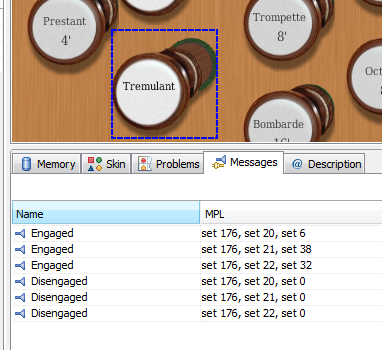 Prestant
4'
Trompette
8'
Tremulant
Bombarde
Memory Skin Problems Messages Description
Name MPL
Engaged set 176, set 20, set 6
Engaged set 176, set 21, set 38
Engaged set 176, set 22, set 32
Disengaged set 176, set 20, set 0
Disengaged set 176, set 21, set 0
Disengaged set 176, set 22, set 0